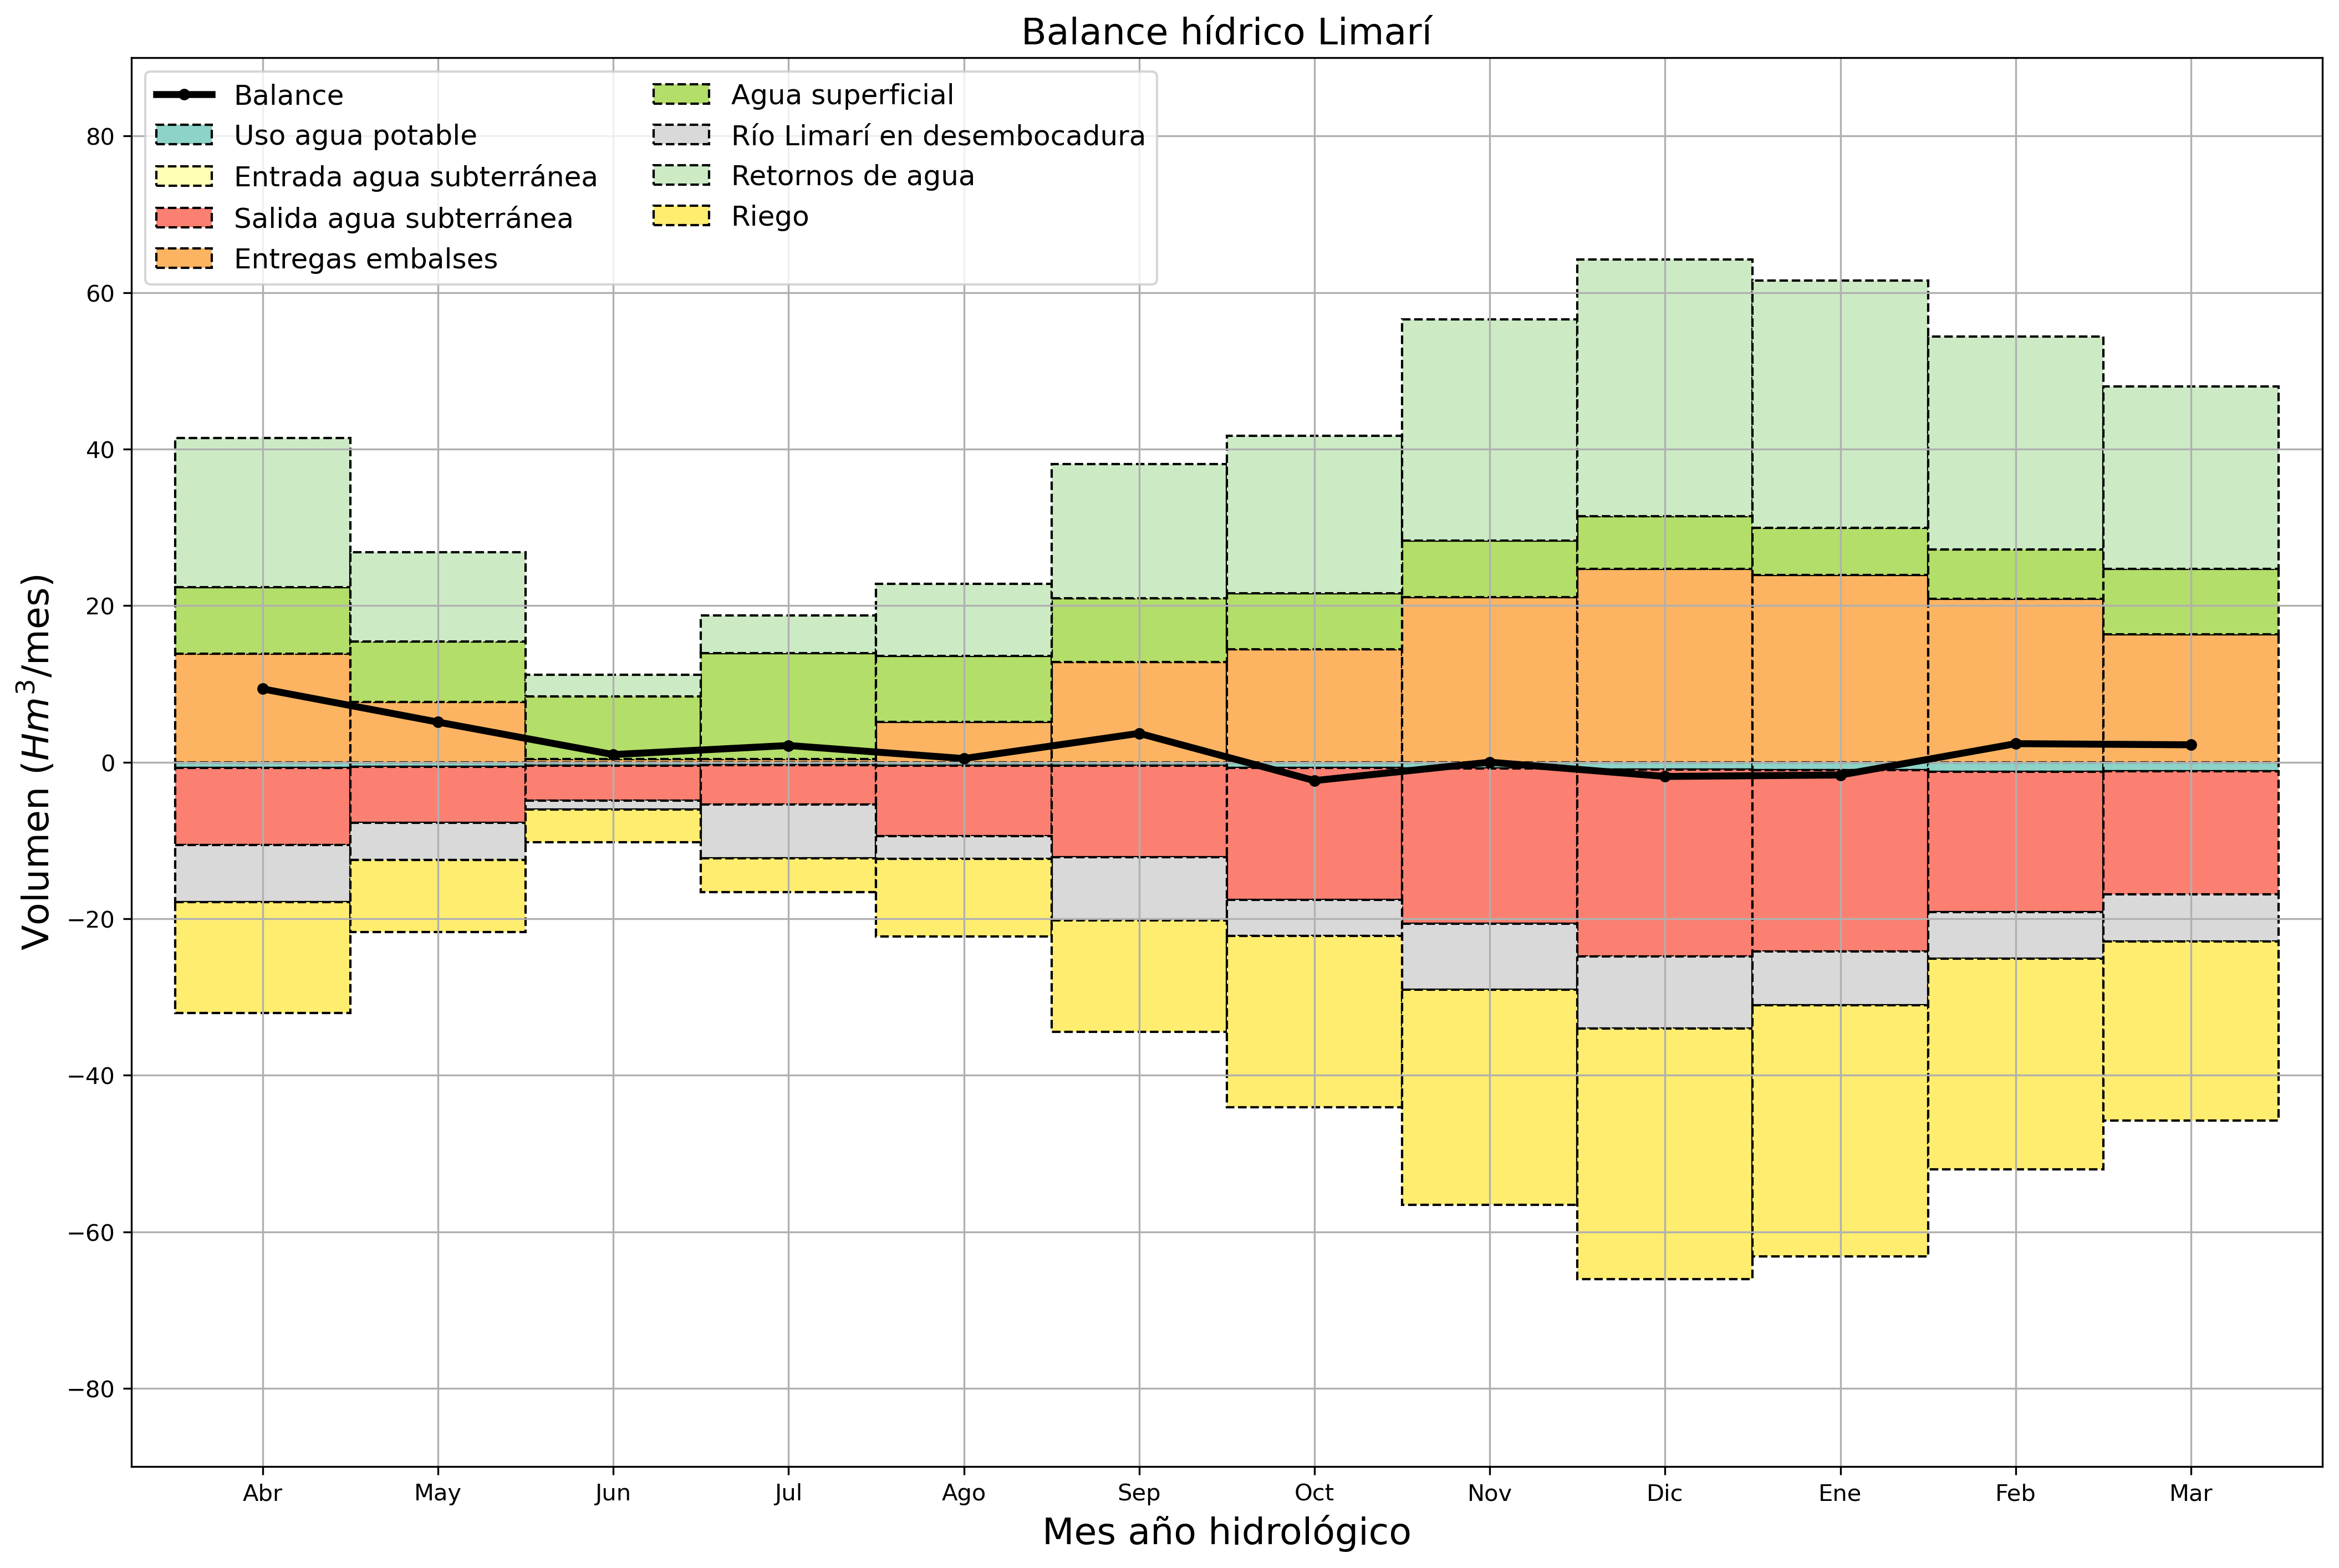 Balance hídrico Limarí
Balance
Uso agua potable
Entrada agua subterránea
Salida agua subterránea
Entregas embalses
Agua superficial
Río Limarí en desembocadura
Retornos de agua
Riego
Volumen (Hm³/mes)
80
60
40
20
0
−20
−40
−60
−80
Abr May Jun Jul Ago Sep Oct Nov Dic Ene Feb Mar
Mes año hidrológico